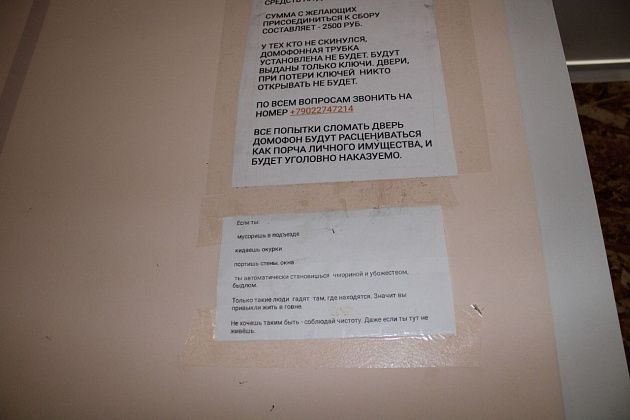 СРЕДСТВ
СУММА С ЖЕЛАЮЩИХ
ПРИСОЕДИНИТЬСЯ К СБОРУ
СОСТАВЛЯЕТ - 2500 РУБ.
У ТЕХ КТО НЕ СКИНУЛСЯ,
ДОМОФОННАЯ ТРУБКА
УСТАНОВЛЕНА НЕ БУДЕТ. БУДУТ
ВЫДАНЫ ТОЛЬКО КЛЮЧИ. ДВЕРИ,
ПРИ ПОТЕРИ КЛЮЧЕЙ НИКТО
ОТКРЫВАТЬ НЕ БУДЕТ.
ПО ВСЕМ ВОПРОСАМ ЗВОНИТЬ НА
НОМЕР +79022747214
ВСЕ ПОПЫТКИ СЛОМАТЬ ДВЕРЬ
ДОМОФОН БУДУТ РАСЦЕНИВАТЬСЯ
КАК ПОРЧА ЛИЧНОГО ИМУЩЕСТВА, И
БУДЕТ УГОЛОВНО НАКАЗУЕМО.
Если ты:
мусоришь в подъезде
кидаешь окурки
портишь стены, окна
ты автоматически становишься чмориной и убожеством,
быдлом.
Только такие люди гадят там, где находятся. Значит вы
привыкли жить в говне.
Не хочешь таким быть - соблюдай чистоту. Даже если ты тут не
живёшь.